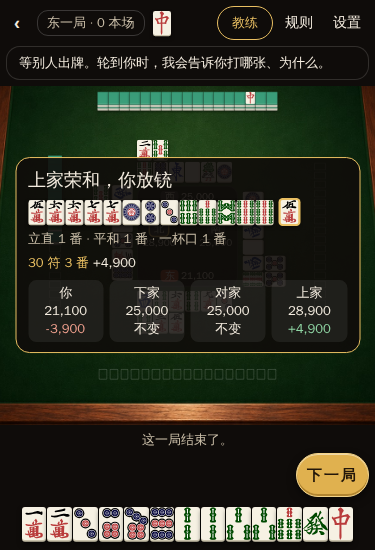 ‹ 东一局 · 0 本场 中 教练 规则 设置
等别人出牌。轮到你时，我会告诉你打哪张、为什么。
上家荣和，你放铳
立直 1 番 · 平和 1 番 · 一杯口 1 番
30 符 3 番 +4,900
你 下家 对家 上家
21,100 25,000 25,000 28,900
-3,900 不变 不变 +4,900
这一局结束了。
下一局